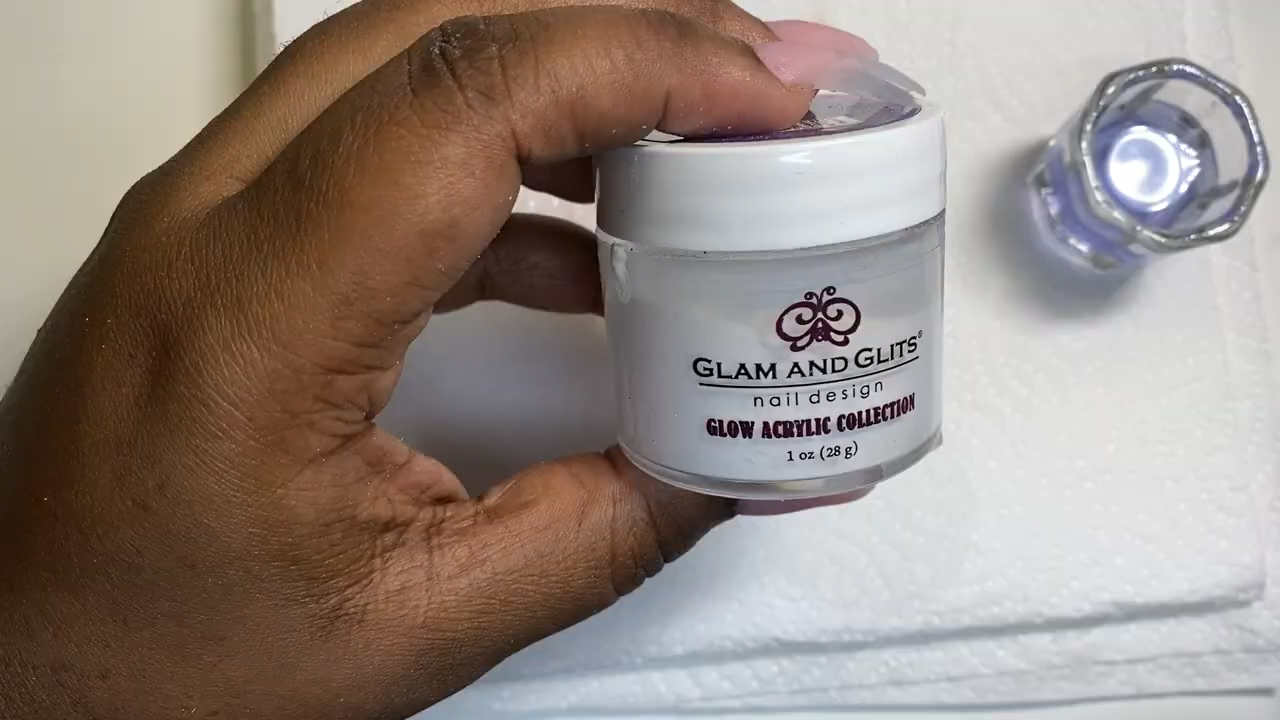 GLAM AND GLITS®
nail design
GLOW ACRYLIC COLLECTION
1 oz (28 g)